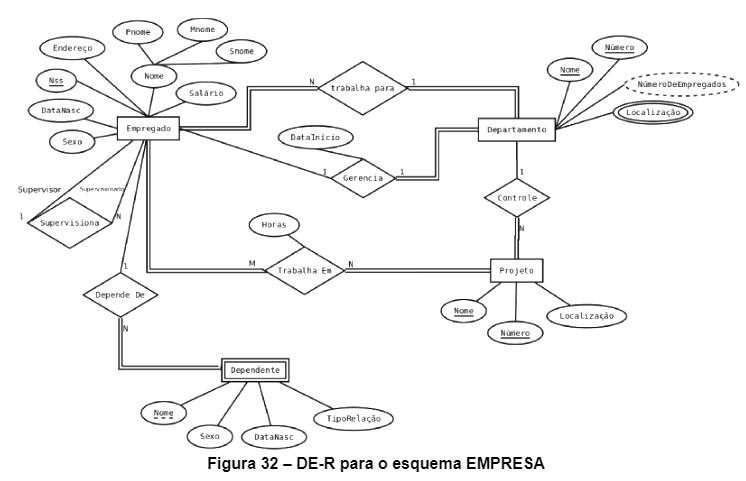 Pnome
Mnome
Snome
Endereço
Nome
Nss
Salário
DataNasc
Sexo
Empregado
N
trabalha para
1
Número
Nome
NúmeroDeEmpregados
Localização
Departamento
DataInício
1
Gerencia
1
Supervisor
Supervisionado
1
Supervisiona
N
1
Controle
N
Horas
M
Trabalha Em
N
Projeto
Nome
Número
Localização
1
Depende De
N
Dependente
Nome
Sexo
DataNasc
TipoRelação
Figura 32 – DE-R para o esquema EMPRESA